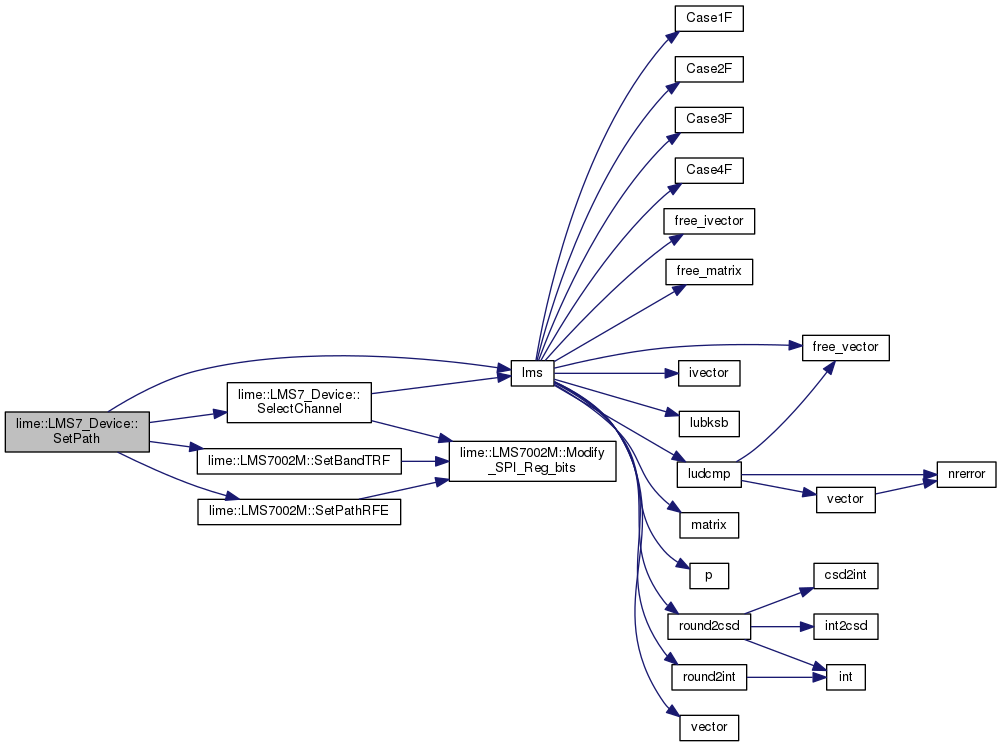 lime::LMS7_Device::
SetPath
lime::LMS7_Device::
SelectChannel
lime::LMS7002M::SetBandTRF
lime::LMS7002M::SetPathRFE
lime::LMS7002M::Modify
_SPI_Reg_bits
lms
Case1F
Case2F
Case3F
Case4F
free_ivector
free_matrix
ivector
lubksb
ludcmp
matrix
p
round2csd
round2int
vector
free_vector
vector
csd2int
int2csd
int
nrerror